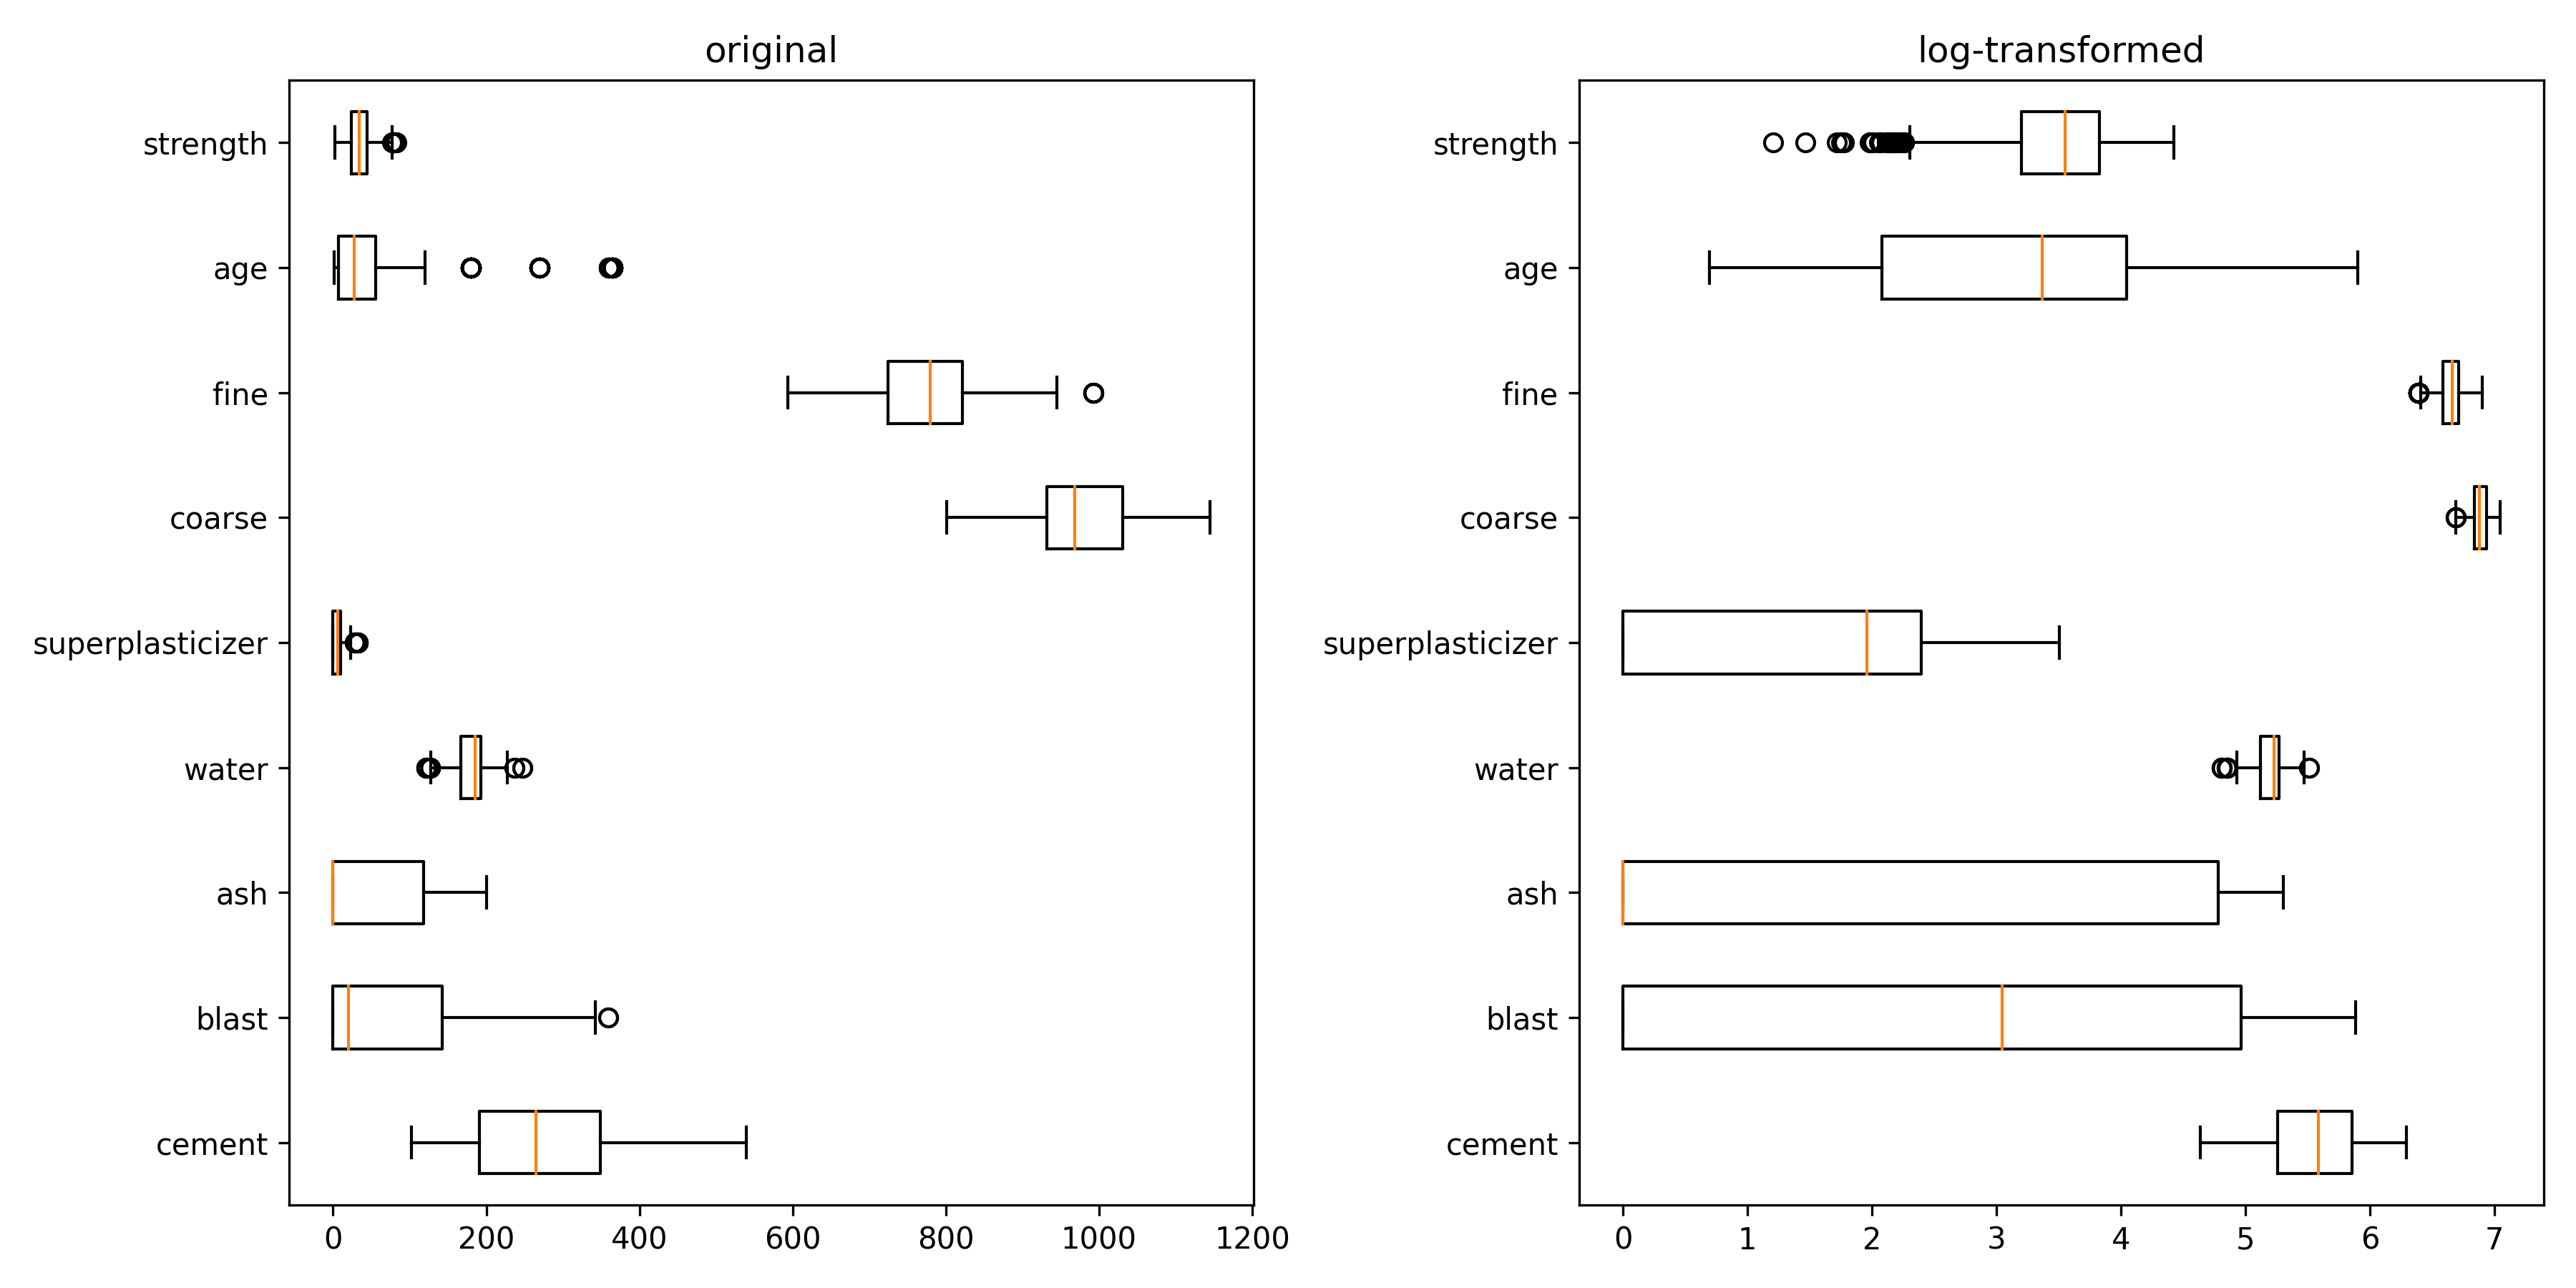 original
strength
age
fine
coarse
superplasticizer
water
ash
blast
cement
0 200 400 600 800 1000 1200
log-transformed
strength
age
fine
coarse
superplasticizer
water
ash
blast
cement
0 1 2 3 4 5 6 7